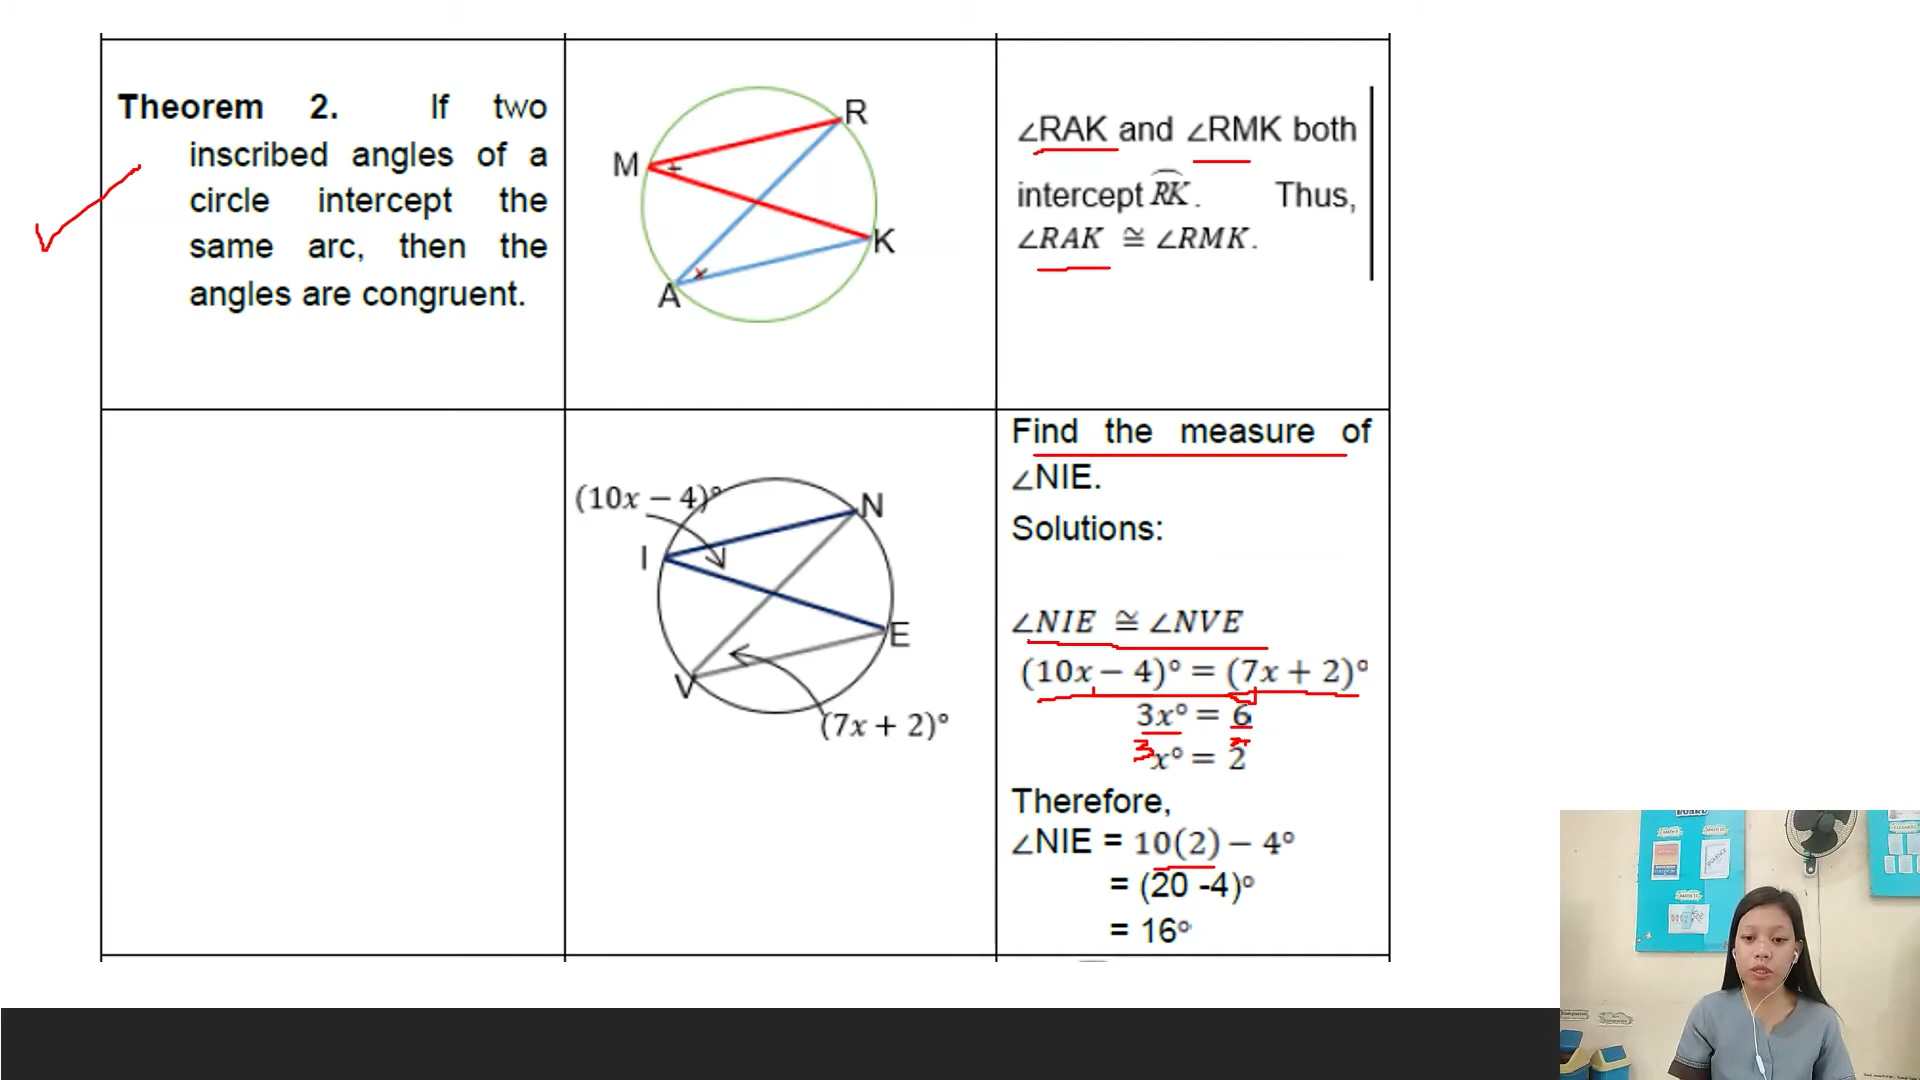 Theorem 2. If two
inscribed angles of a
circle intercept the
same arc, then the
angles are congruent.
R
M
K
A
∠RAK and ∠RMK both
intercept R͡K. Thus,
∠RAK ≅ ∠RMK.
(10x − 4)°
N
I
E
V
(7x + 2)°
Find the measure of
∠NIE.
Solutions:
∠NIE ≅ ∠NVE
(10x − 4)° = (7x + 2)°
3x° = 6
3
x° = 2
Therefore,
∠NIE = 10(2) − 4°
= (20 -4)°
= 16°